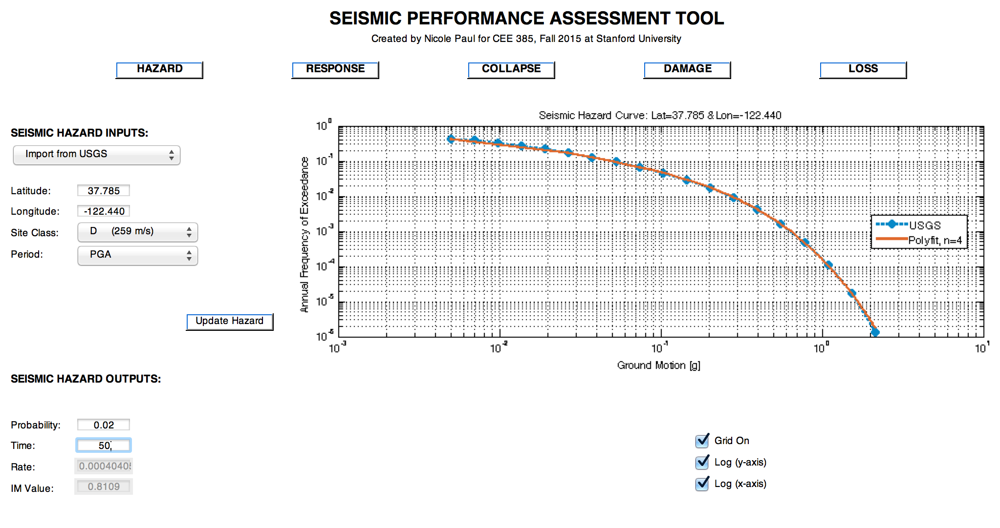 SEISMIC PERFORMANCE ASSESSMENT TOOL
Created by Nicole Paul for CEE 385, Fall 2015 at Stanford University
HAZARD
RESPONSE
COLLAPSE
DAMAGE
LOSS
SEISMIC HAZARD INPUTS:
Import from USGS
Latitude:
37.785
Longitude:
-122.440
Site Class:
D (259 m/s)
Period:
PGA
Update Hazard
Seismic Hazard Curve: Lat=37.785 & Lon=-122.440
Annual Frequency of Exceedance
10^0
10^-1
10^-2
10^-3
10^-4
10^-5
10^-6
10^-3
10^-2
10^-1
10^0
10^1
Ground Motion [g]
USGS
Polyfit, n=4
SEISMIC HAZARD OUTPUTS:
Probability:
0.02
Time:
50
Rate:
0.00040405
IM Value:
0.8109
Grid On
Log (y-axis)
Log (x-axis)